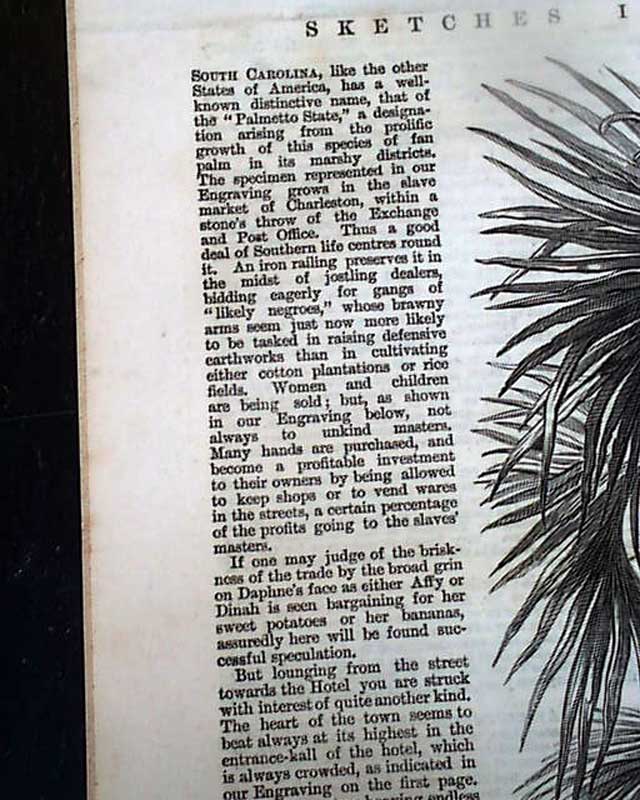 SKETCHES I
SOUTH CAROLINA, like the other
States of America, has a well-
known distinctive name, that of
the "Palmetto State," a designa-
tion arising from the prolific
growth of this species of fan
palm in its marshy districts.
The specimen represented in our
Engraving grows in the slave
market of Charleston, within a
stone's throw of the Exchange
and Post Office. Thus a good
deal of Southern life centres round
it. An iron railing preserves it in
the midst of jostling dealers,
bidding eagerly for gangs of
"likely negroes," whose brawny
arms seem just now more likely
to be tasked in raising defensive
earthworks than in cultivating
either cotton plantations or rice
fields. Women and children
are being sold; but, as shown
in our Engraving below, not
always to unkind masters.
Many hands are purchased, and
become a profitable investment
to their owners by being allowed
to keep shops or to vend wares
in the streets, a certain percentage
of the profits going to the slaves'
masters.
If one may judge of the brisk-
ness of the trade by the broad grin
on Daphne's face as either Affy or
Dinah is seen bargaining for her
sweet potatoes or her bananas,
assuredly here will be found suc-
cessful speculation.
But lounging from the street
towards the Hotel you are struck
with interest of quite another kind.
The heart of the town seems to
beat always at its highest in the
entrance-kall of the hotel, which
is always crowded, as indicated in
our Engraving on the first page.
hearing endless